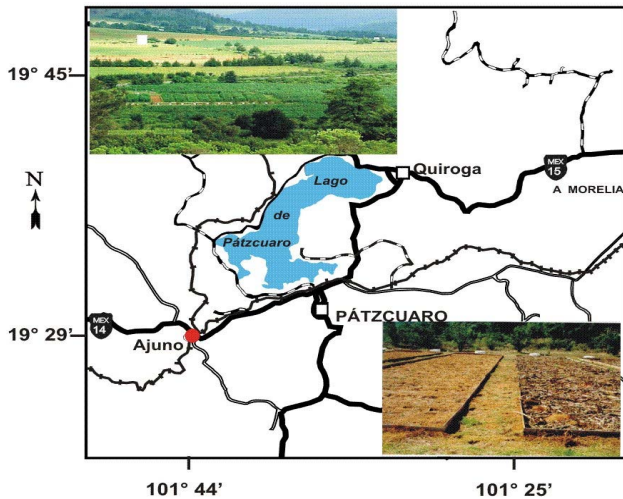 19° 45'
N
Quiroga
MEX
15
A MORELIA
Lago
de
Pátzcuaro
MEX
14
PÁTZCUARO
19° 29'
Ajuno
101° 44'
101° 25'